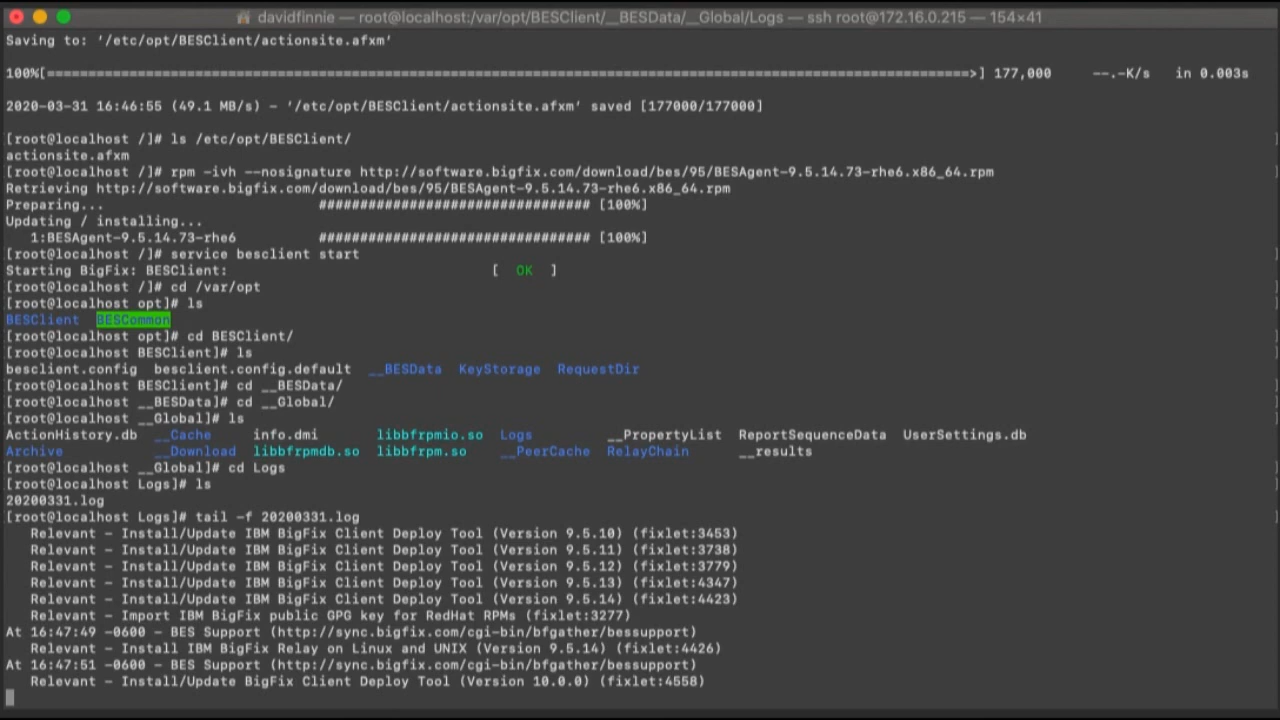 davidfinnie — root@localhost:/var/opt/BESClient/__BESData/__Global/Logs — ssh root@172.16.0.215 — 154×41
Saving to: ‘/etc/opt/BESClient/actionsite.afxm’
100%[=================================================================================================================>] 177,000     --.-K/s   in 0.003s
2020-03-31 16:46:55 (49.1 MB/s) - ‘/etc/opt/BESClient/actionsite.afxm’ saved [177000/177000]
[root@localhost /]# ls /etc/opt/BESClient/
actionsite.afxm
[root@localhost /]# rpm -ivh --nosignature http://software.bigfix.com/download/bes/95/BESAgent-9.5.14.73-rhe6.x86_64.rpm
Retrieving http://software.bigfix.com/download/bes/95/BESAgent-9.5.14.73-rhe6.x86_64.rpm
Preparing...                          ################################# [100%]
Updating / installing...
   1:BESAgent-9.5.14.73-rhe6          ################################# [100%]
[root@localhost /]# service besclient start
Starting BigFix: BESClient:                                [  OK  ]
[root@localhost /]# cd /var/opt
[root@localhost opt]# ls
BESClient  BESCommon
[root@localhost opt]# cd BESClient/
[root@localhost BESClient]# ls
besclient.config  besclient.config.default  __BESData  KeyStorage  RequestDir
[root@localhost BESClient]# cd __BESData/
[root@localhost __BESData]# cd __Global/
[root@localhost __Global]# ls
ActionHistory.db  __Cache     info.dmi       libbfrpmio.so  Logs         __PropertyList  ReportSequenceData  UserSettings.db
Archive           __Download  libbfrpmdb.so  libbfrpm.so    __PeerCache  RelayChain      __results
[root@localhost __Global]# cd Logs
[root@localhost Logs]# ls
20200331.log
[root@localhost Logs]# tail -f 20200331.log
   Relevant - Install/Update IBM BigFix Client Deploy Tool (Version 9.5.10) (fixlet:3453)
   Relevant - Install/Update IBM BigFix Client Deploy Tool (Version 9.5.11) (fixlet:3738)
   Relevant - Install/Update IBM BigFix Client Deploy Tool (Version 9.5.12) (fixlet:3779)
   Relevant - Install/Update IBM BigFix Client Deploy Tool (Version 9.5.13) (fixlet:4347)
   Relevant - Install/Update IBM BigFix Client Deploy Tool (Version 9.5.14) (fixlet:4423)
   Relevant - Import IBM BigFix public GPG key for RedHat RPMs (fixlet:3277)
At 16:47:49 -0600 - BES Support (http://sync.bigfix.com/cgi-bin/bfgather/bessupport)
   Relevant - Install IBM BigFix Relay on Linux and UNIX (Version 9.5.14) (fixlet:4426)
At 16:47:51 -0600 - BES Support (http://sync.bigfix.com/cgi-bin/bfgather/bessupport)
   Relevant - Install/Update BigFix Client Deploy Tool (Version 10.0.0) (fixlet:4558)